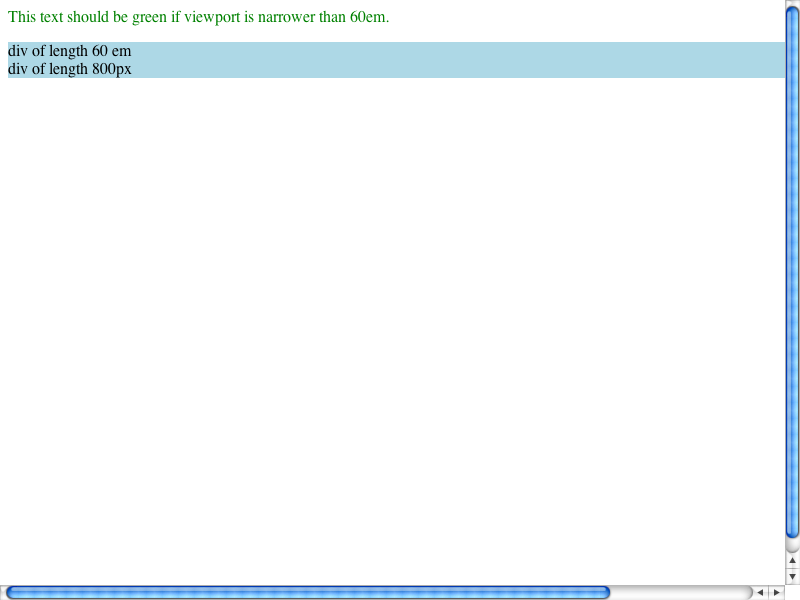 This text should be green if viewport is narrower than 60em.
div of length 60 em
div of length 800px